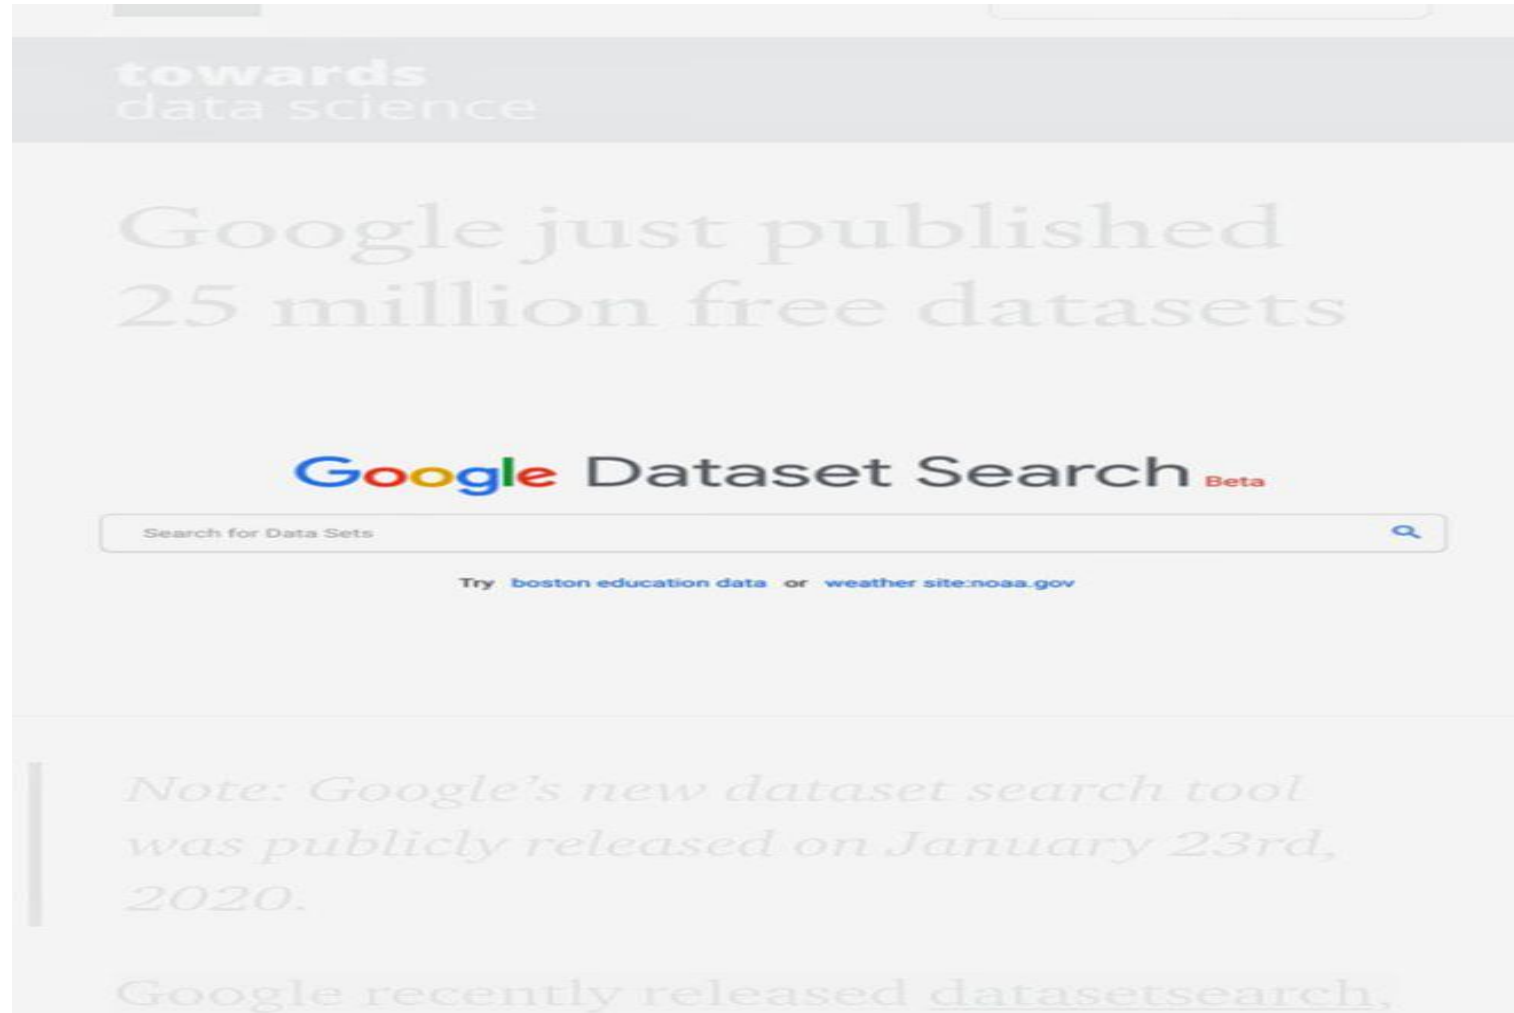 towards
data science
Google just published
25 million free datasets
Google Dataset Search Beta
Search for Data Sets
Try boston education data or weather site:noaa.gov
Note: Google’s new dataset search tool
was publicly released on January 23rd,
2020.
Google recently released datasetsearch,